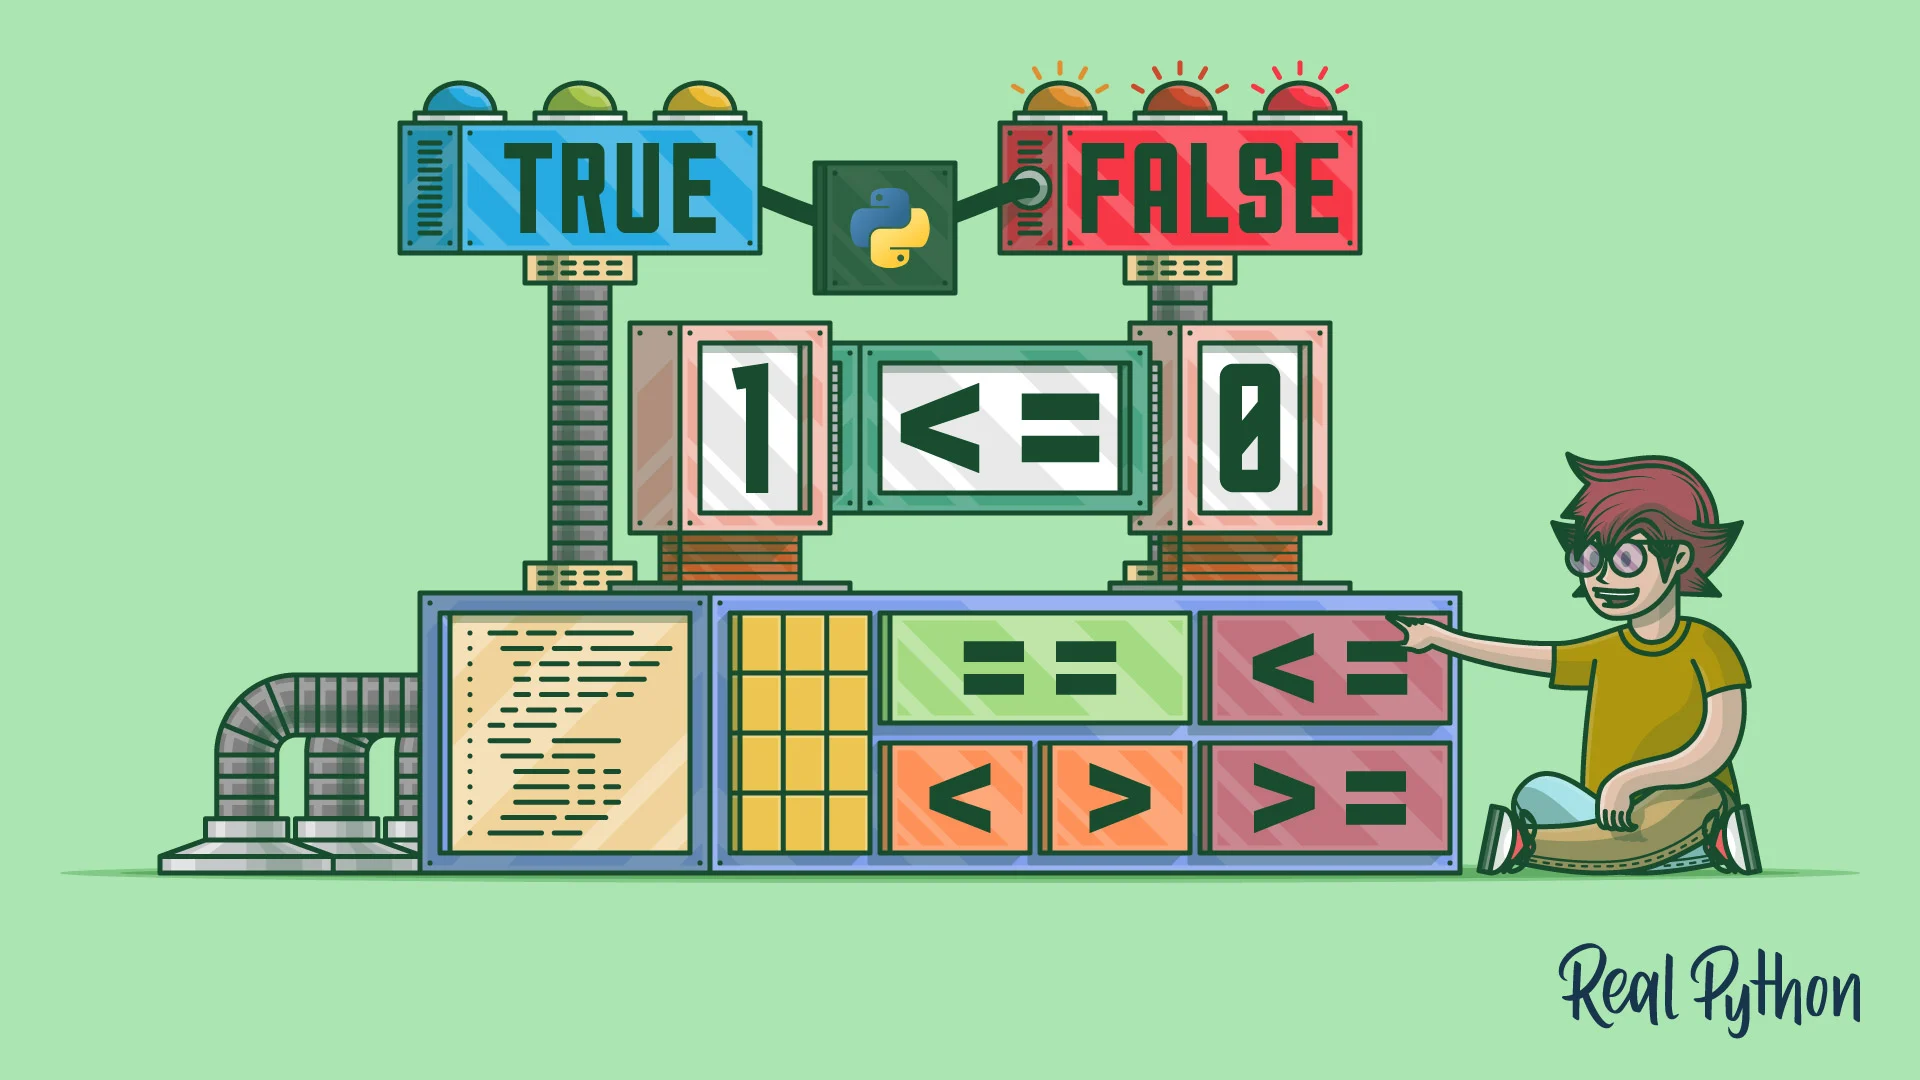 TRUE
FALSE
1 <= 0
== <=
< > >=
Real Python